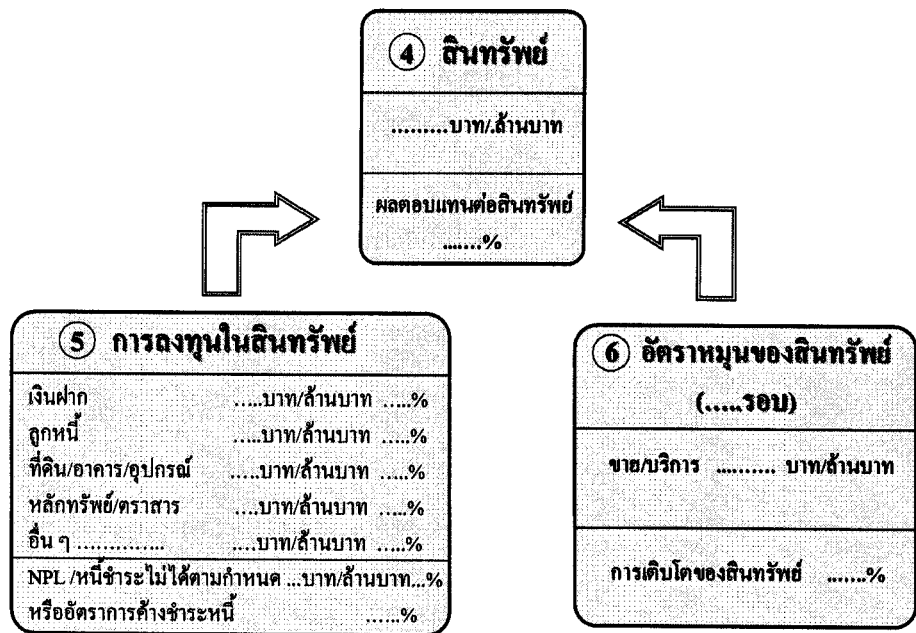 4 สินทรัพย์
.........บาท/.ล้านบาท
ผลตอบแทนต่อสินทรัพย์
.......%
5 การลงทุนในสินทรัพย์
เงินฝาก .....บาท/ล้านบาท .....%
ลูกหนี้ .....บาท/ล้านบาท .....%
ที่ดิน/อาคาร/อุปกรณ์ .....บาท/ล้านบาท .....%
หลักทรัพย์/ตราสาร .....บาท/ล้านบาท .....%
อื่น ๆ .............. ....บาท/ล้านบาท .....%
NPL /หนี้ชำระไม่ได้ตามกำหนด ...บาท/ล้านบาท...%
หรืออัตราการค้างชำระหนี้ ......%
6 อัตราหมุนของสินทรัพย์
(.....รอบ)
ขาย/บริการ .......... บาท/ล้านบาท
การเติบโตของสินทรัพย์ .......%